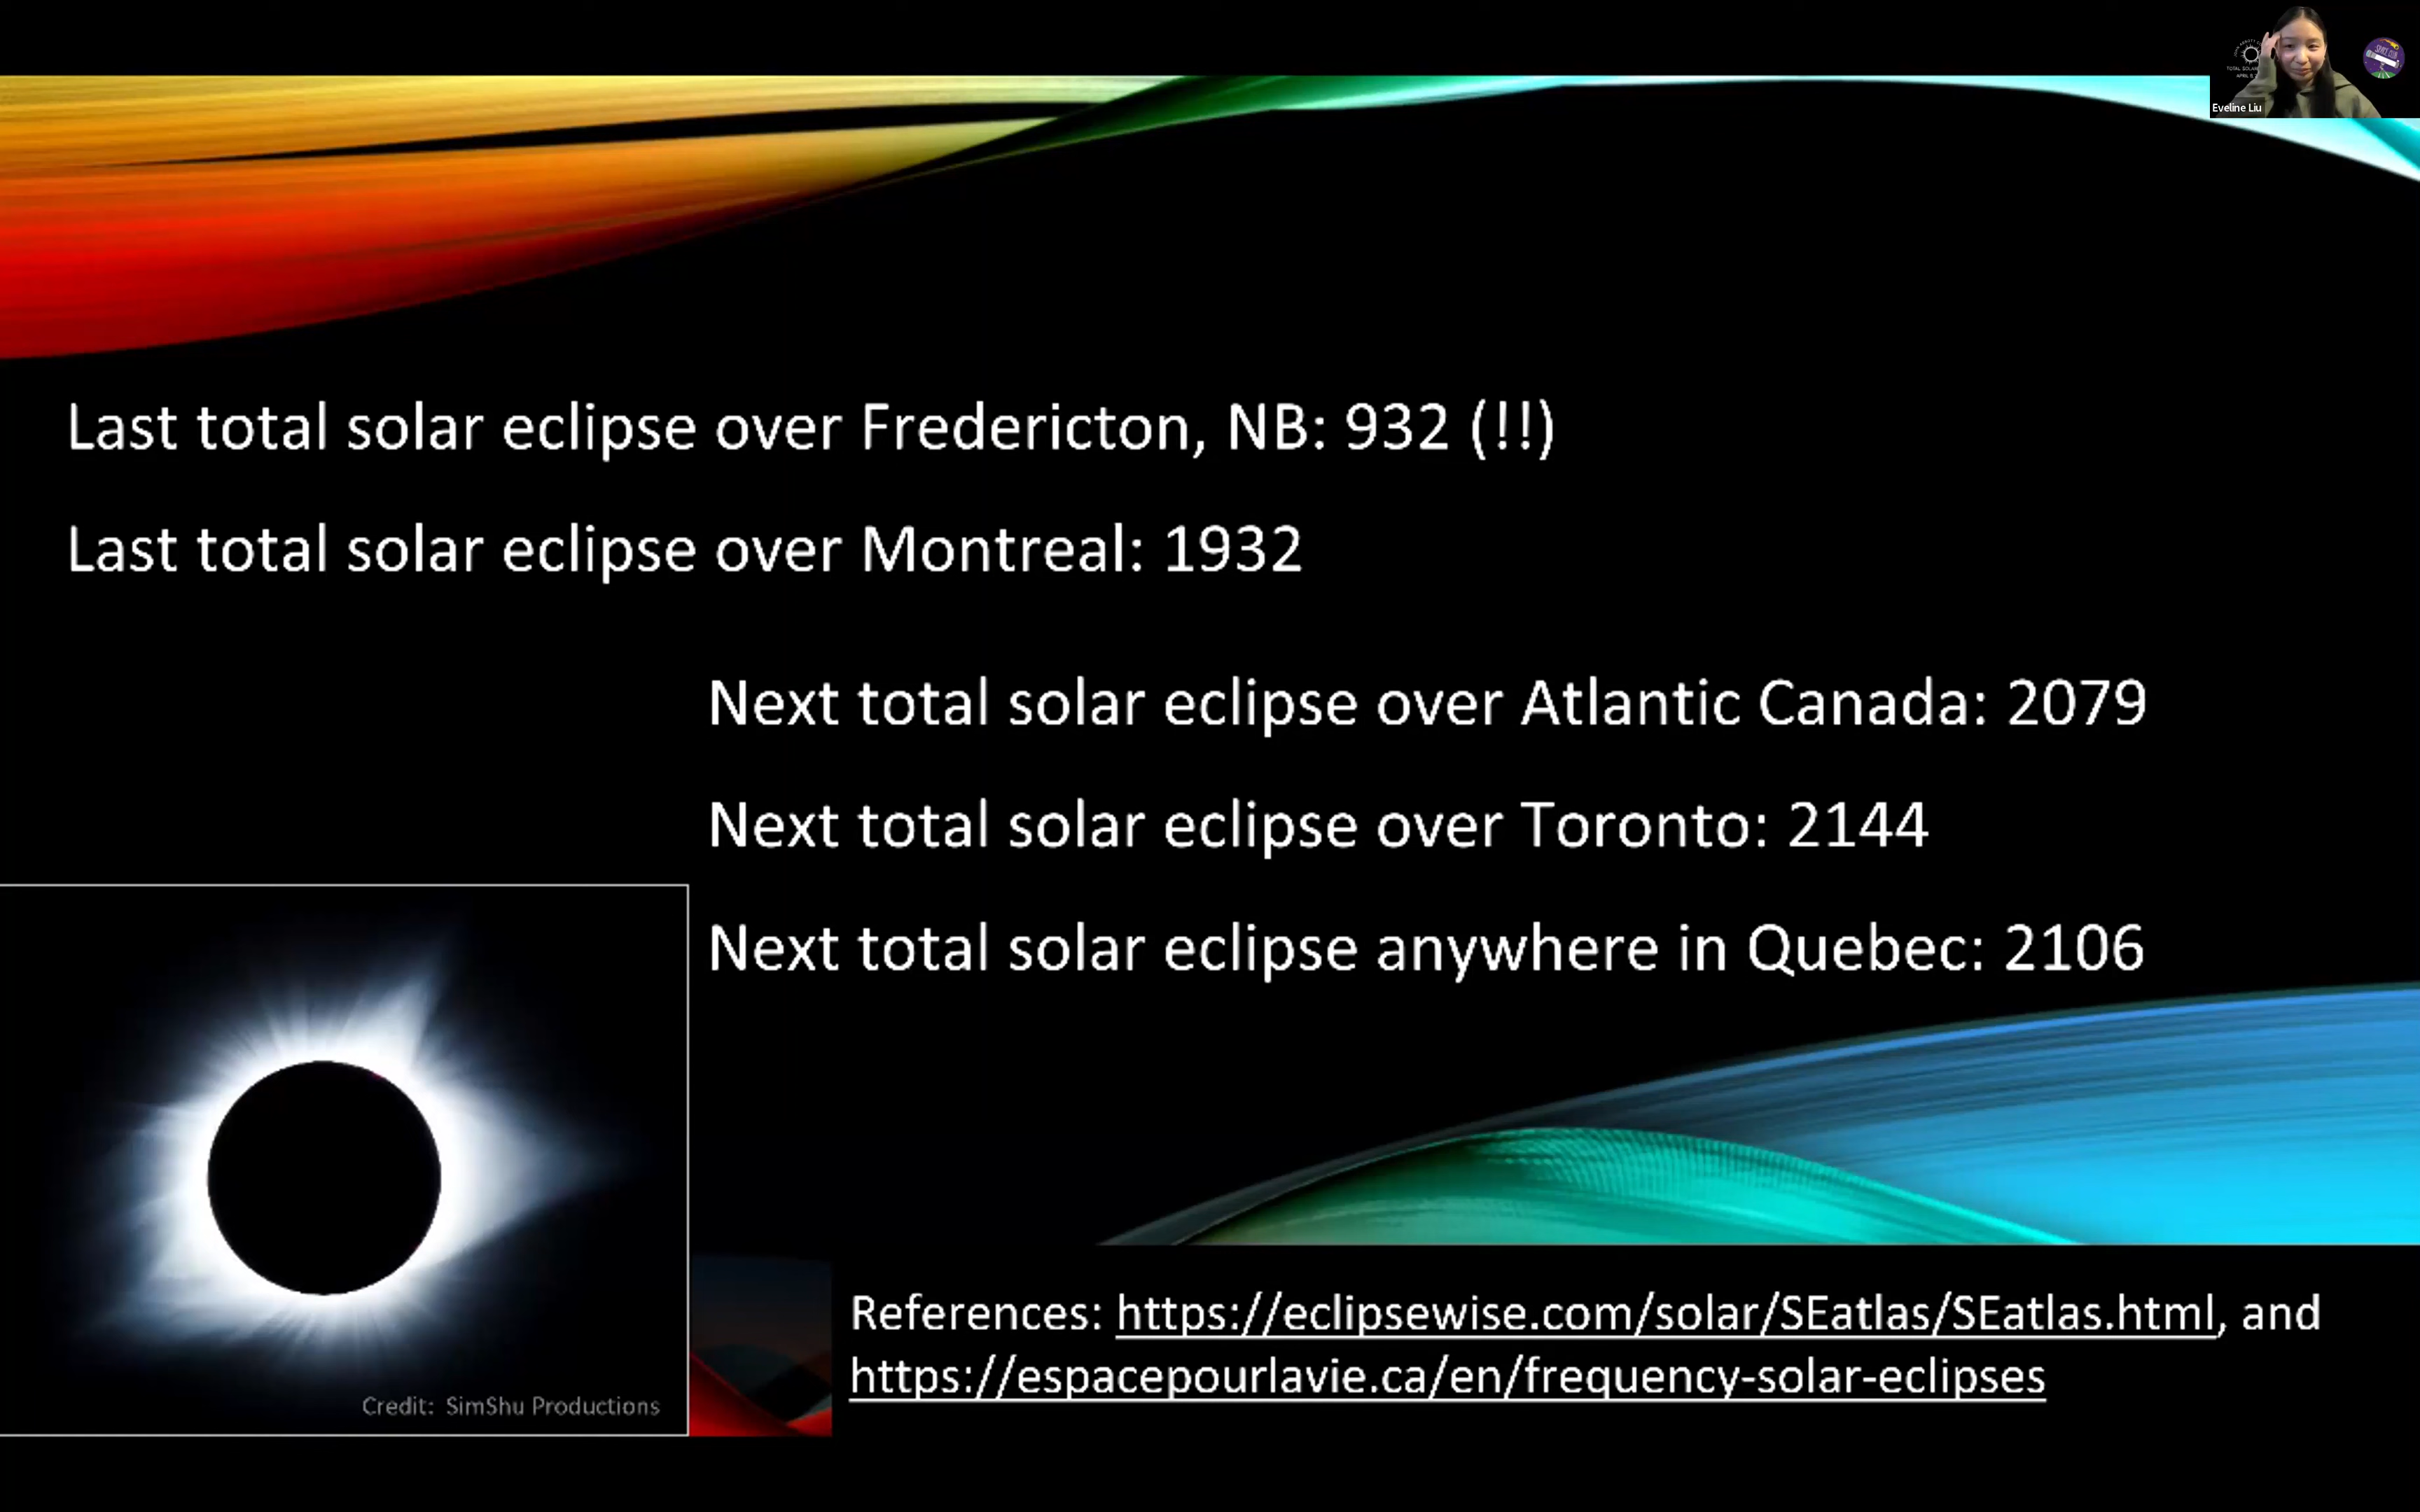 Eveline Liu
Last total solar eclipse over Fredericton, NB: 932 (!!)
Last total solar eclipse over Montreal: 1932
Next total solar eclipse over Atlantic Canada: 2079
Next total solar eclipse over Toronto: 2144
Next total solar eclipse anywhere in Quebec: 2106
Credit: SimShu Productions
References: https://eclipsewise.com/solar/SEatlas/SEatlas.html, and
https://espacepourlavie.ca/en/frequency-solar-eclipses